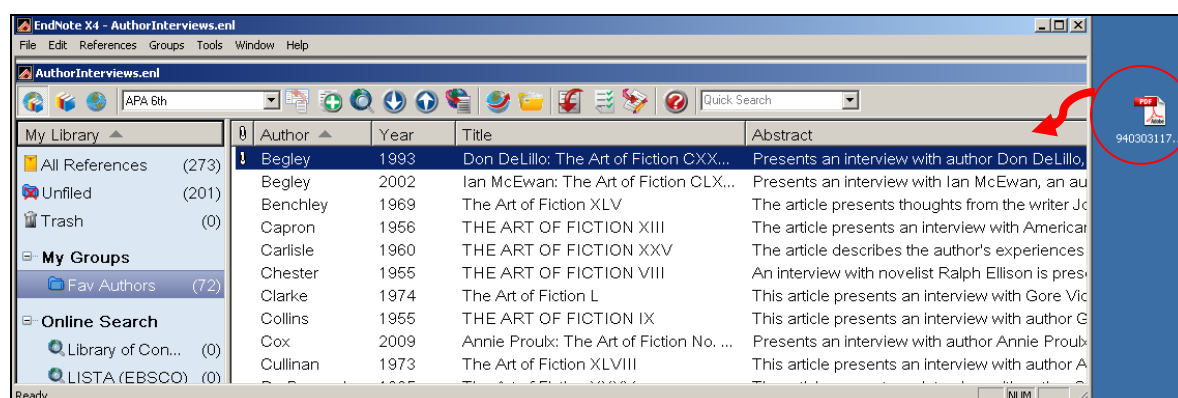 EndNote X4 - AuthorInterviews.enl
File Edit References Groups Tools Window Help
AuthorInterviews.enl
APA 6th Quick Search
My Library Author Year Title Abstract
All References (273) Begley 1993 Don DeLillo: The Art of Fiction CXX... Presents an interview with author Don DeLillo,
Unfiled (201) Begley 2002 Ian McEwan: The Art of Fiction CLX... Presents an interview with Ian McEwan, an au
Benchley 1969 The Art of Fiction XLV The article presents thoughts from the writer Jo
Trash (0) Capron 1956 THE ART OF FICTION XIII The article presents an interview with American
My Groups Carlisle 1960 THE ART OF FICTION XXV The article describes the author's experiences
Fav Authors (72) Chester 1955 THE ART OF FICTION VIII An interview with novelist Ralph Ellison is prese
Clarke 1974 The Art of Fiction L This article presents an interview with Gore Vid
Online Search Collins 1955 THE ART OF FICTION IX This article presents an interview with author G
Library of Con... (0) Cox 2009 Annie Proulx: The Art of Fiction No. ... Presents an interview with author Annie Proulx
LISTA (EBSCO) (0) Cullinan 1973 The Art of Fiction XLVIII This article presents an interview with author A
Ready NUM
PDF
Adobe
940303117...